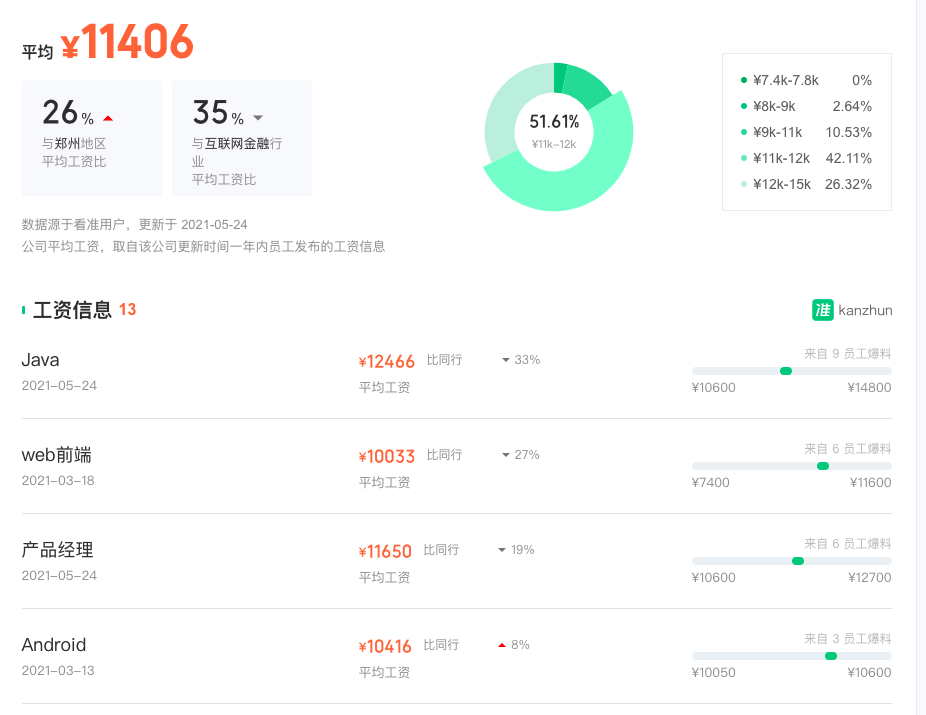 平均 ¥11406
26%
与郑州地区
平均工资比
35%
与互联网金融行
业
平均工资比
51.61%
¥11k–12k
¥7.4k-7.8k 0%
¥8k-9k 2.64%
¥9k-11k 10.53%
¥11k-12k 42.11%
¥12k-15k 26.32%
数据源于看准用户，更新于 2021-05-24
公司平均工资，取自该公司更新时间一年内员工发布的工资信息
工资信息 13
准 kanzhun
Java ¥12466 比同行 33%
来自 9 员工爆料
2021–05–24 平均工资 ¥10600 ¥14800
web前端 ¥10033 比同行 27%
来自 6 员工爆料
2021–03–18 平均工资 ¥7400 ¥11600
产品经理 ¥11650 比同行 19%
来自 6 员工爆料
2021–05–24 平均工资 ¥10600 ¥12700
Android ¥10416 比同行 8%
来自 3 员工爆料
2021–03–13 平均工资 ¥10050 ¥10600